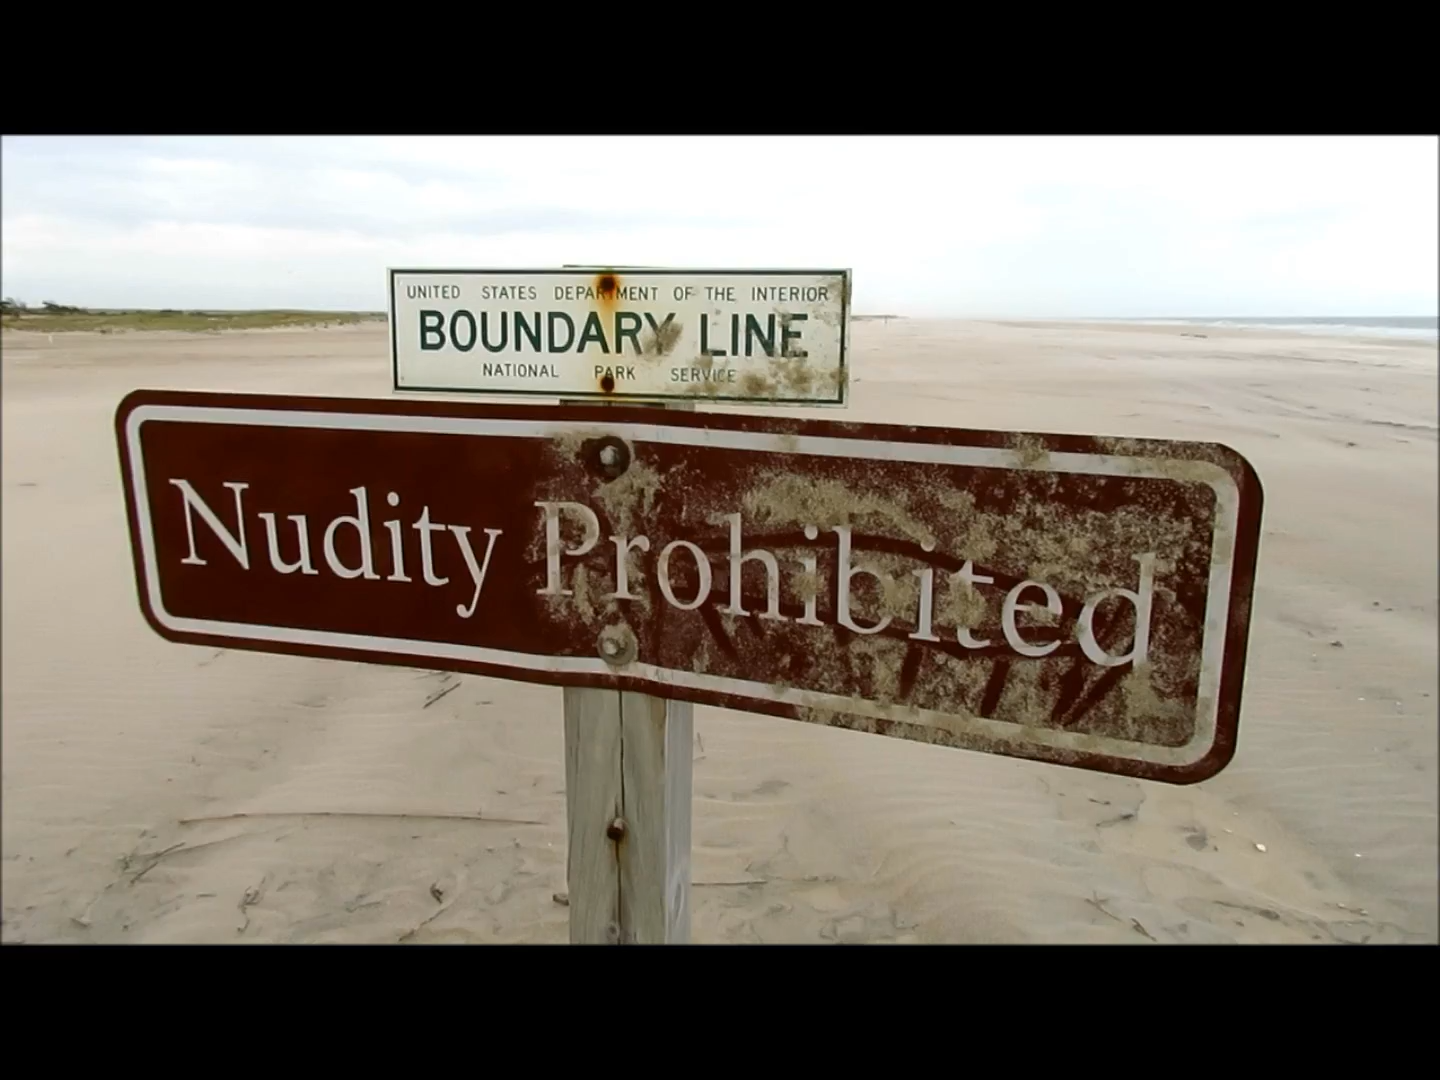 UNITED STATES DEPARTMENT OF THE INTERIOR
BOUNDARY LINE
NATIONAL PARK SERVICE
Nudity Prohibited